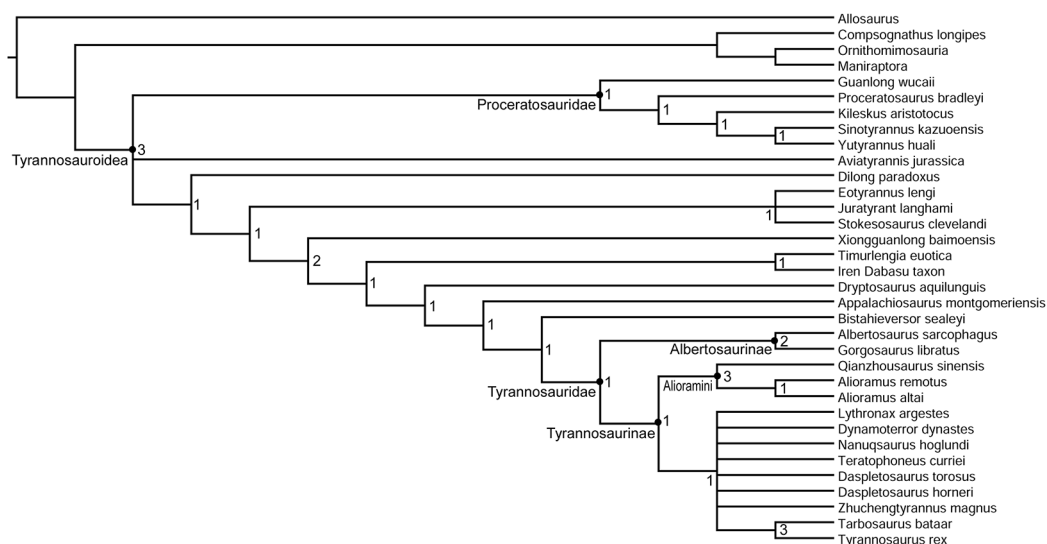 Allosaurus
Compsognathus longipes
Ornithomimosauria
Maniraptora
Guanlong wucaii
1
Proceratosauridae
Proceratosaurus bradleyi
1
Kileskus aristotocus
1
Sinotyrannus kazuoensis
1
Yutyrannus huali
3
Tyrannosauroidea
Aviatyrannis jurassica
Dilong paradoxus
1
Eotyrannus lengi
Juratyrant langhami
1
Stokesosaurus clevelandi
1
Xiongguanlong baimoensis
2
Timurlengia euotica
1
Iren Dabasu taxon
1
Dryptosaurus aquilunguis
1
Appalachiosaurus montgomeriensis
1
Bistahieversor sealeyi
1
Albertosaurus sarcophagus
2
Albertosaurinae
Gorgosaurus libratus
Qianzhousaurus sinensis
3
Alioramini
Alioramus remotus
1
Alioramus altai
1
Tyrannosauridae
Lythronax argestes
1
Dynamoterror dynastes
Tyrannosaurinae
Nanuqsaurus hoglundi
Teratophoneus curriei
Daspletosaurus torosus
1
Daspletosaurus horneri
Zhuchengtyrannus magnus
Tarbosaurus bataar
3
Tyrannosaurus rex